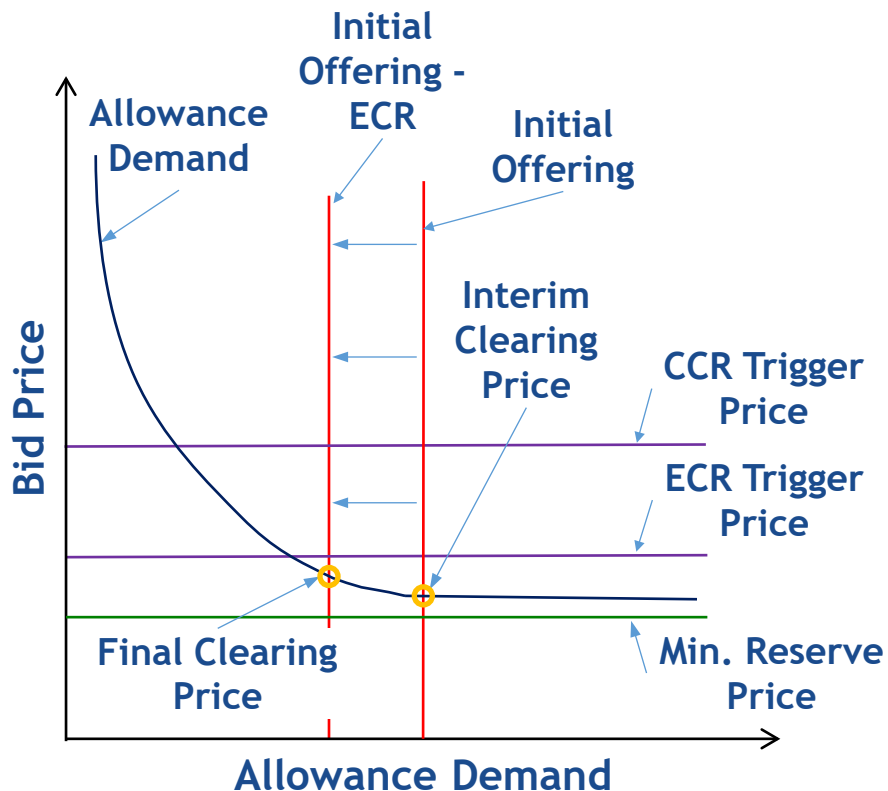 Initial
Offering -
ECR
Allowance
Demand
Initial
Offering
Interim
Clearing
Price
CCR Trigger
Price
ECR Trigger
Price
Bid Price
Final Clearing
Price
Min. Reserve
Price
Allowance Demand